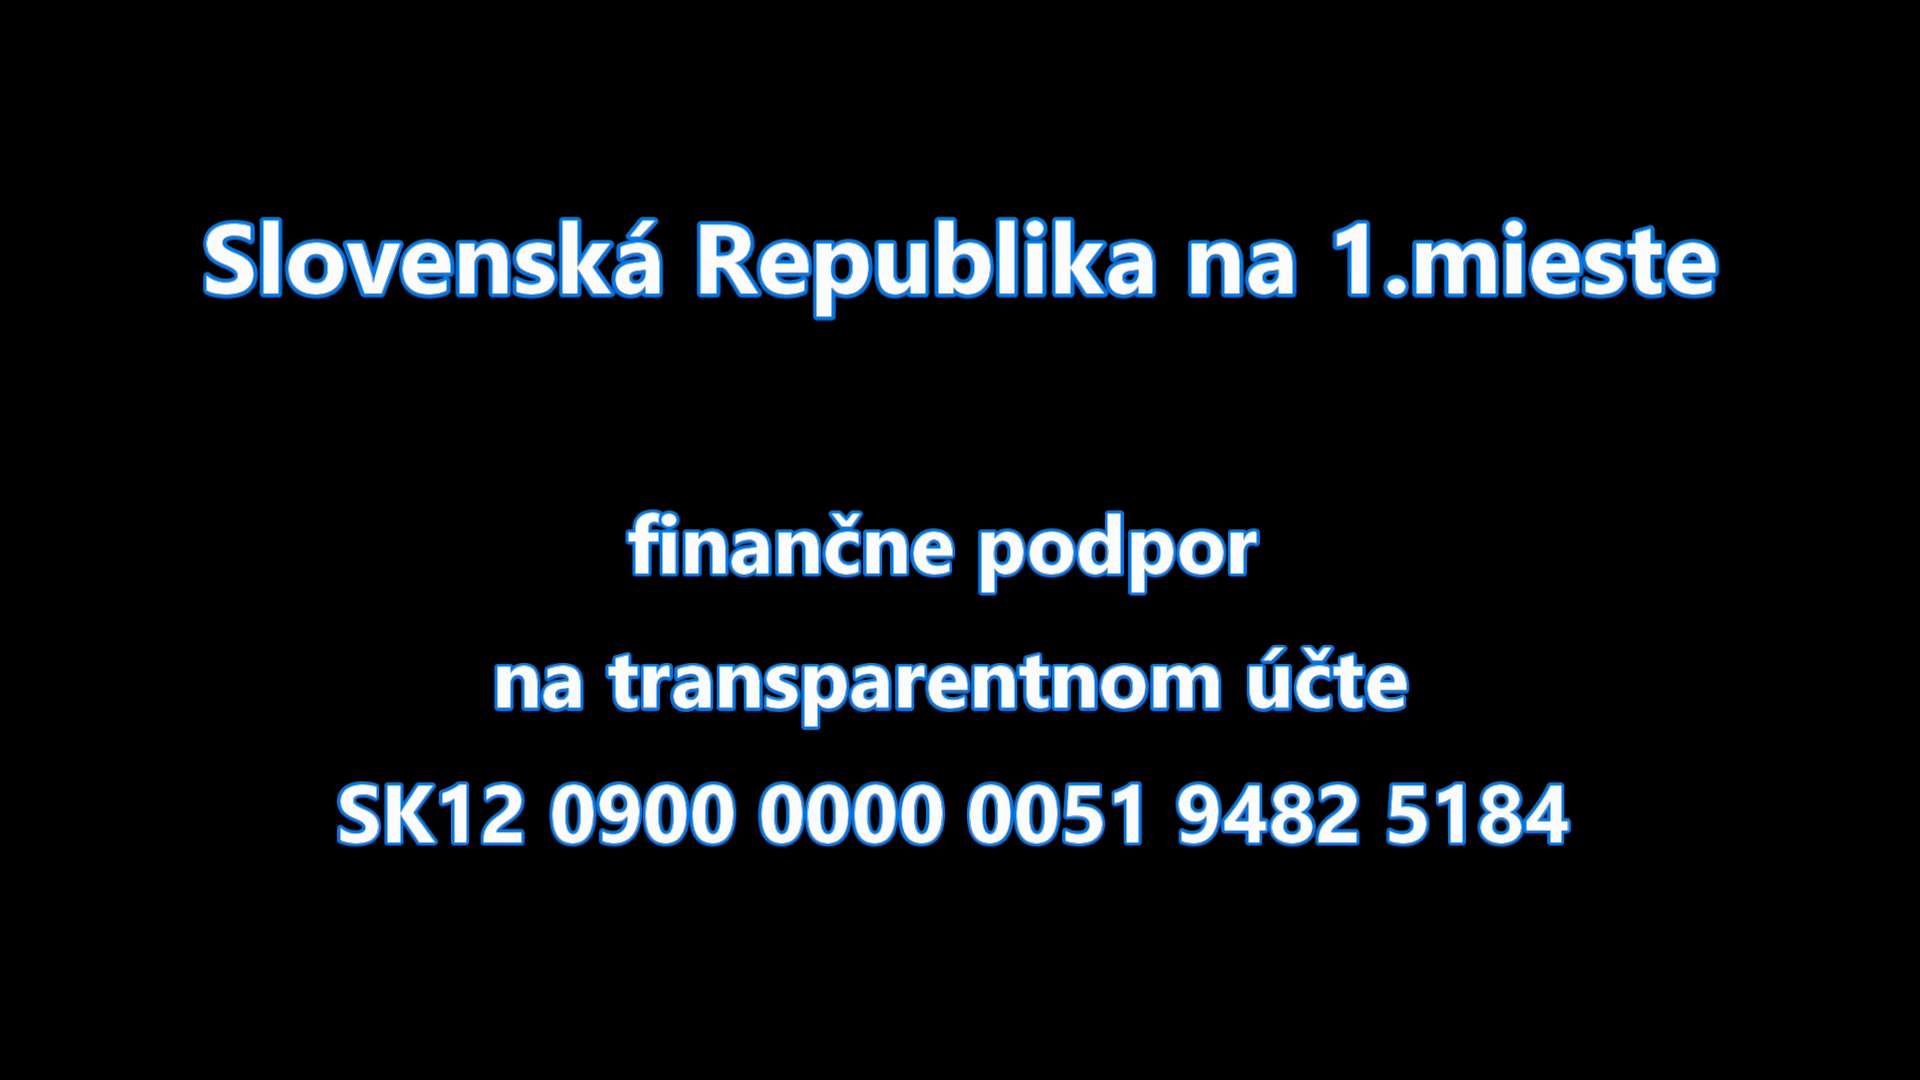 Slovenská Republika na 1.mieste
finančne podpor
na transparentnom účte
SK12 0900 0000 0051 9482 5184